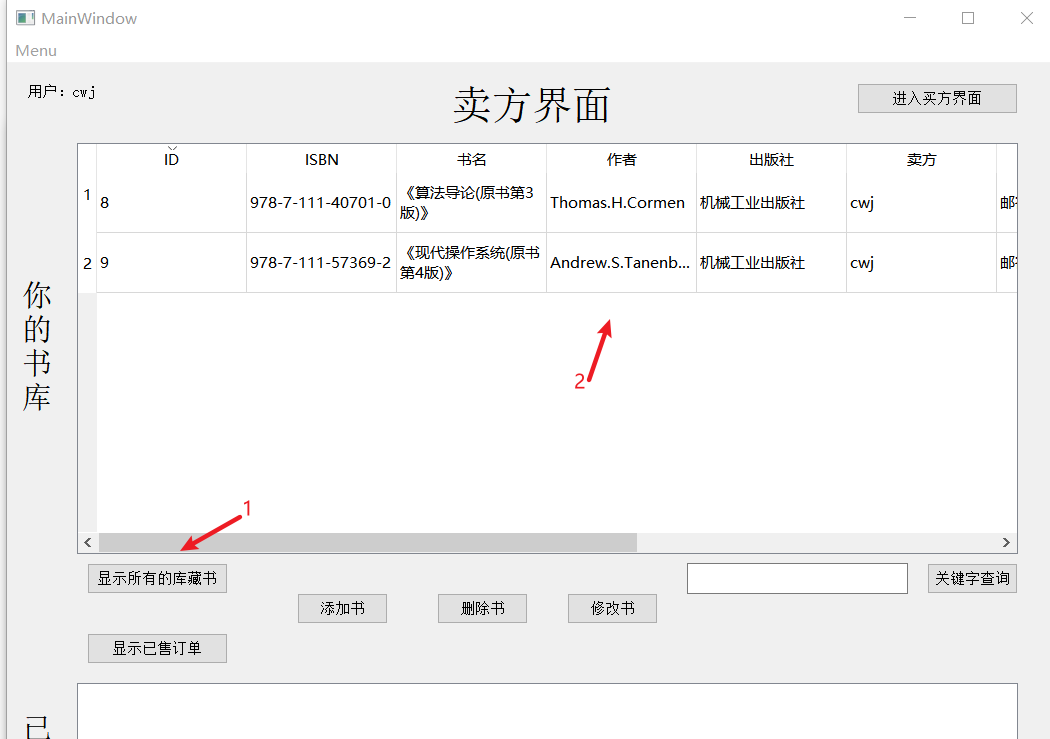 MainWindow
Menu
用户：cwj
卖方界面
进入买方界面
ID ISBN 书名 作者 出版社 卖方
1 8 978-7-111-40701-0 《算法导论(原书第3版)》 Thomas.H.Cormen 机械工业出版社 cwj
2 9 978-7-111-57369-2 《现代操作系统(原书第4版)》 Andrew.S.Tanenb... 机械工业出版社 cwj
你的书库
2
1
显示所有的库藏书
关键字查询
添加书 删除书 修改书
显示已售订单
已